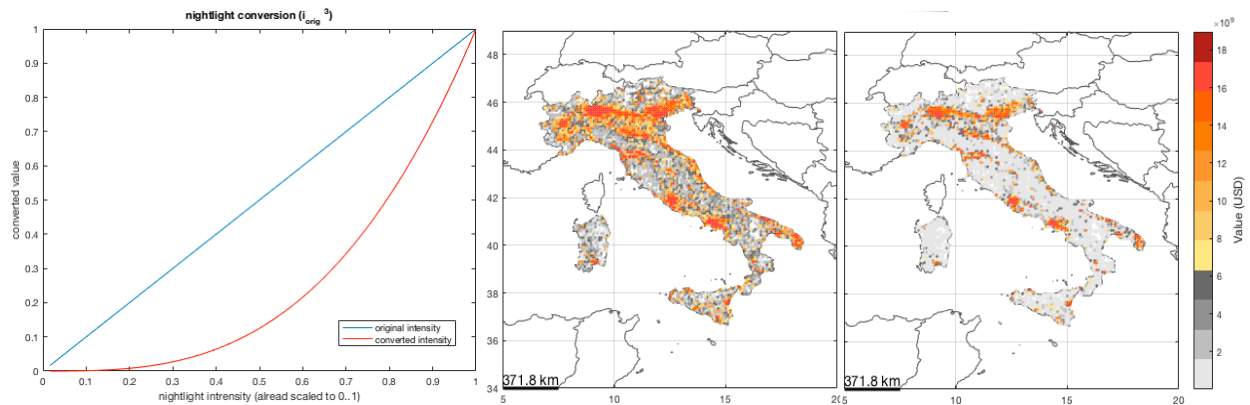 nightlight conversion (i_orig ^3)
1
0.9
0.8
0.7
0.6
0.5
0.4
0.3
0.2
0.1
0
converted value
original intensity
converted intensity
0 0.1 0.2 0.3 0.4 0.5 0.6 0.7 0.8 0.9 1
nightlight intrensity (alread scaled to 0..1)
48
46
44
42
40
38
36
34
371.8 km
5 10 15 20
371.8 km
5 10 15 20
×10⁹
18
16
14
12
10
8
6
4
2
Value (USD)